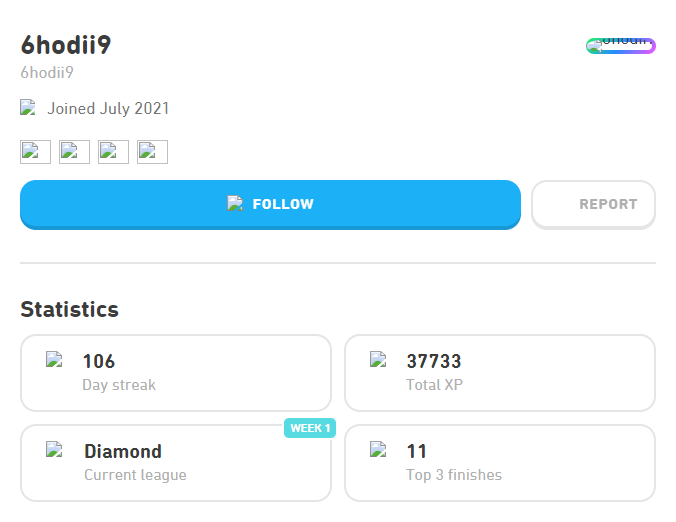 6hodii9
6hodii9
Joined July 2021
FOLLOW
REPORT
Statistics
106
Day streak
37733
Total XP
WEEK 1
Diamond
Current league
11
Top 3 finishes